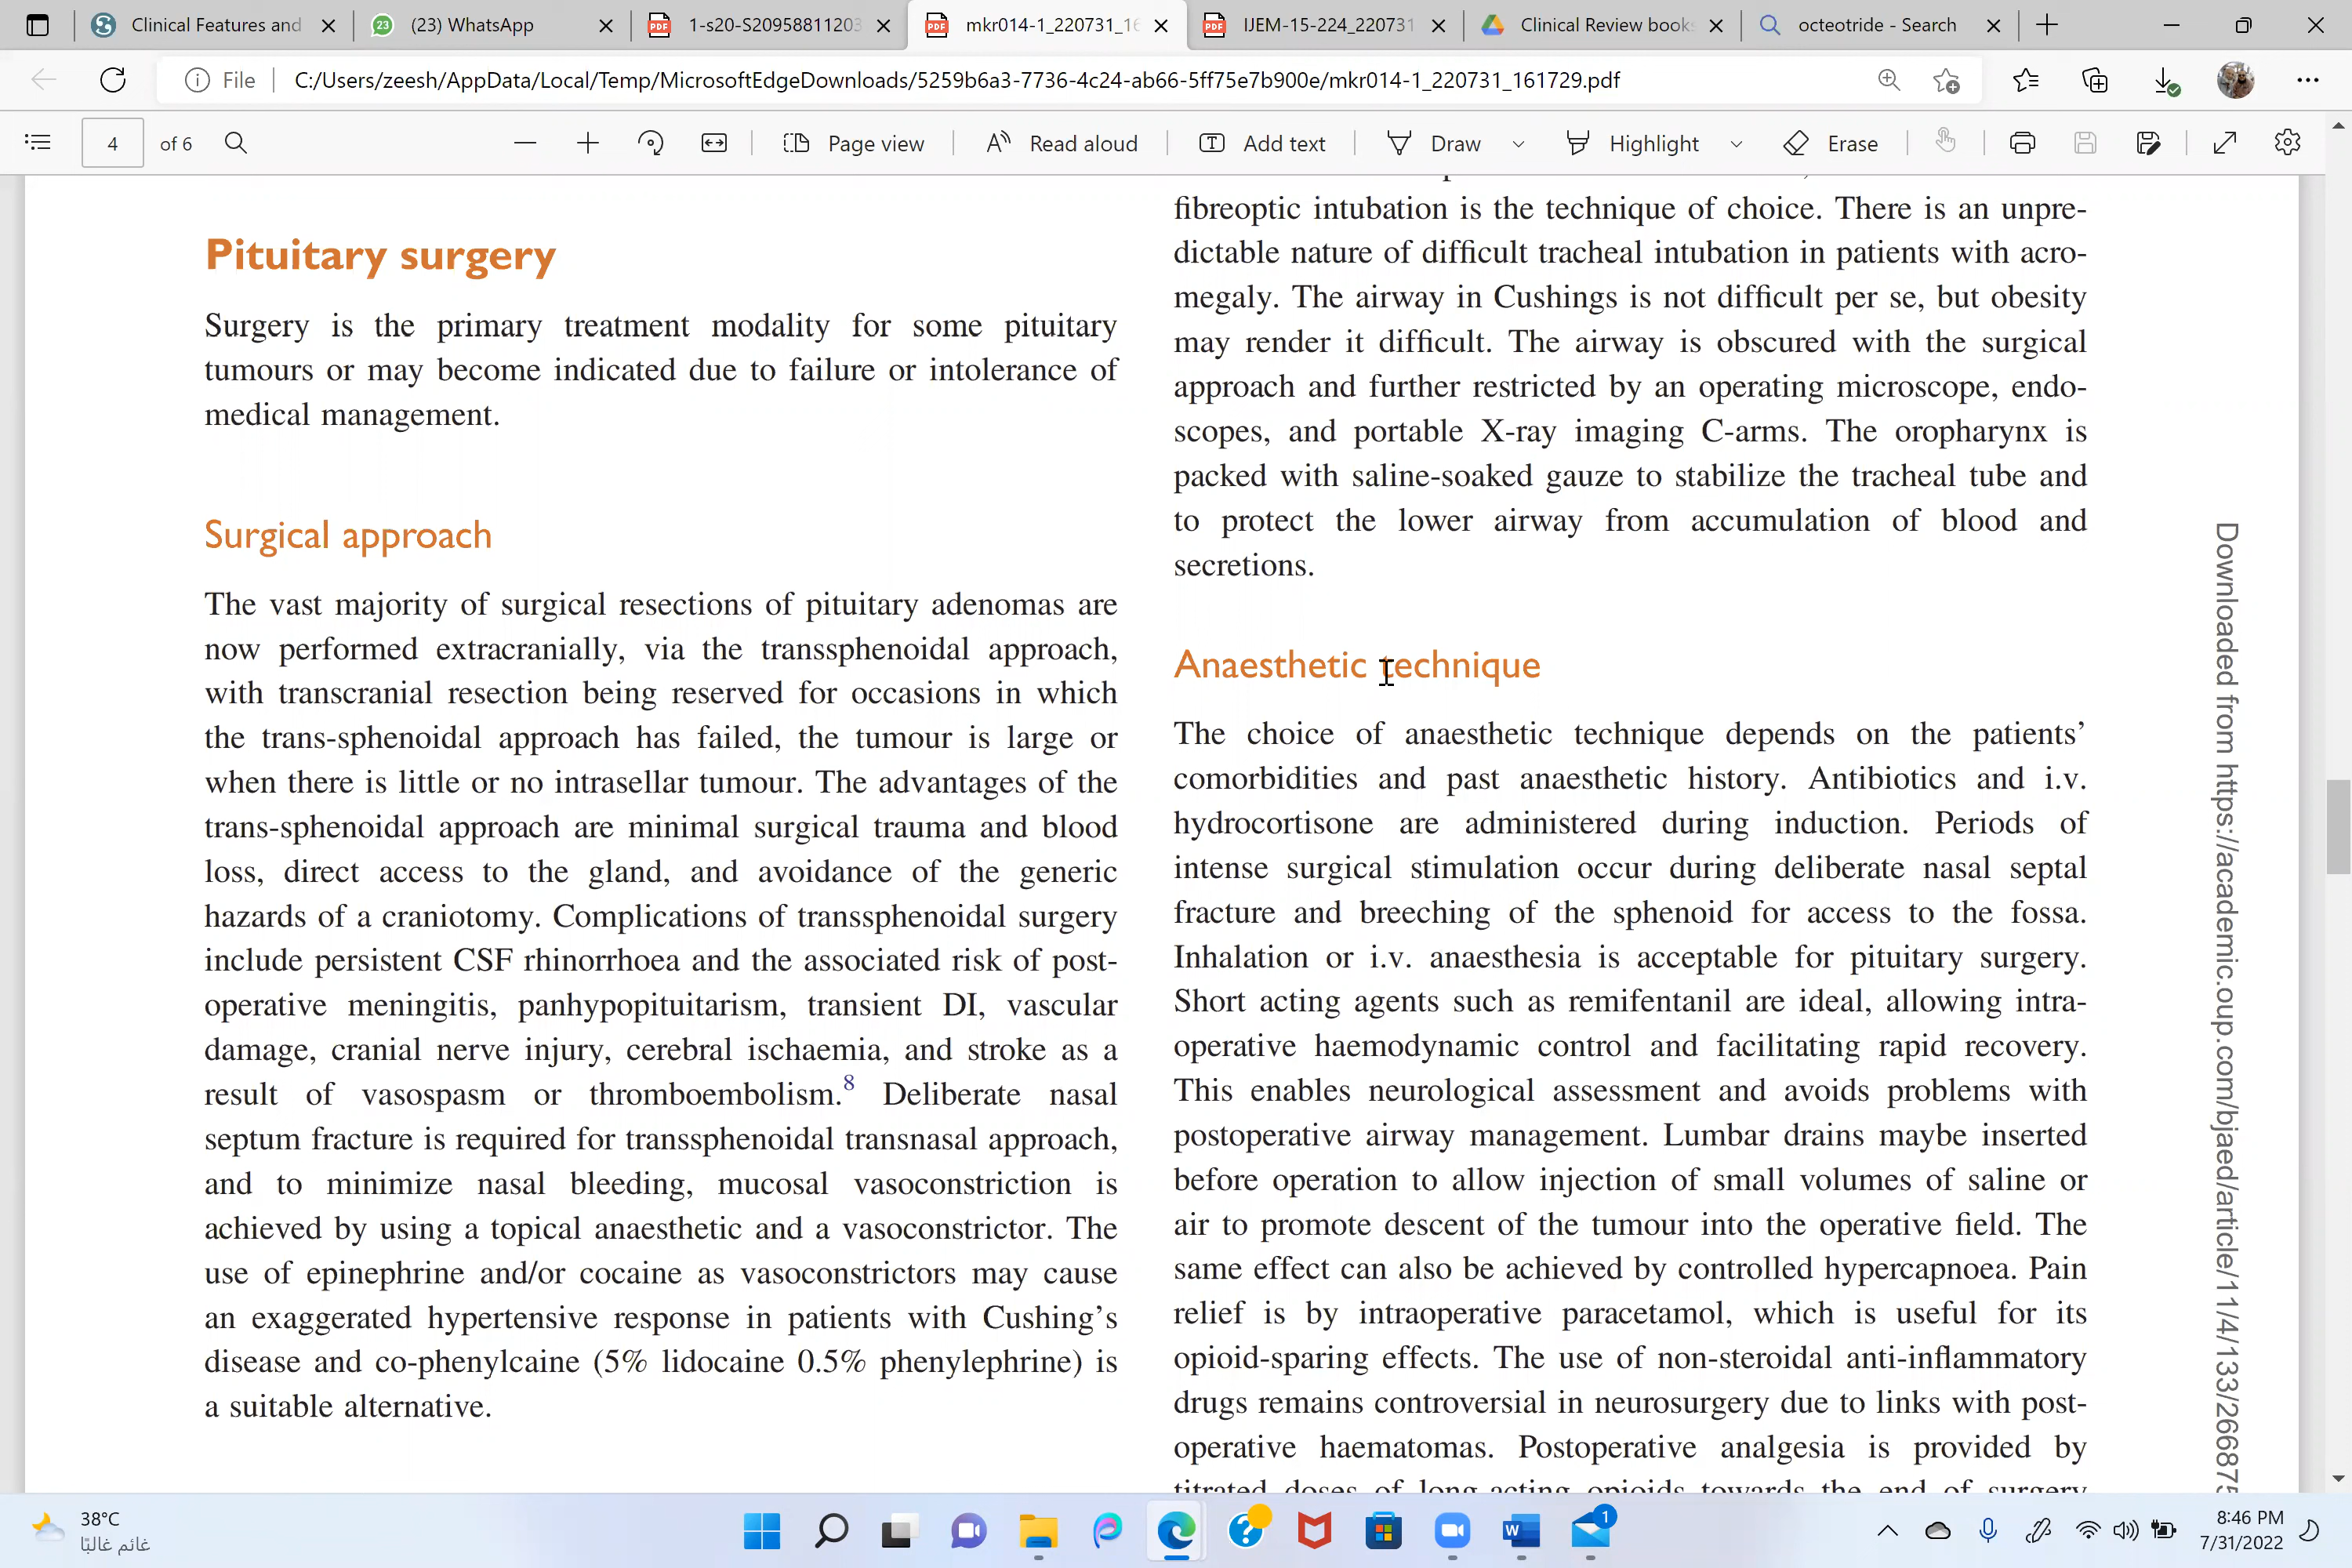 Clinical Features and
(23) WhatsApp
1-s20-S20958811203
mkr014-1_220731_16
IJEM-15-224_220731
Clinical Review books
octeotride - Search
File
C:/Users/zeesh/AppData/Local/Temp/MicrosoftEdgeDownloads/5259b6a3-7736-4c24-ab66-5ff75e7b900e/mkr014-1_220731_161729.pdf
4 of 6
Page view
Read aloud
Add text
Draw
Highlight
Erase
Pituitary surgery
Surgery is the primary treatment modality for some pituitary
tumours or may become indicated due to failure or intolerance of
medical management.
Surgical approach
The vast majority of surgical resections of pituitary adenomas are
now performed extracranially, via the transsphenoidal approach,
with transcranial resection being reserved for occasions in which
the trans-sphenoidal approach has failed, the tumour is large or
when there is little or no intrasellar tumour. The advantages of the
trans-sphenoidal approach are minimal surgical trauma and blood
loss, direct access to the gland, and avoidance of the generic
hazards of a craniotomy. Complications of transsphenoidal surgery
include persistent CSF rhinorrhoea and the associated risk of post-
operative meningitis, panhypopituitarism, transient DI, vascular
damage, cranial nerve injury, cerebral ischaemia, and stroke as a
result of vasospasm or thromboembolism.8 Deliberate nasal
septum fracture is required for transsphenoidal transnasal approach,
and to minimize nasal bleeding, mucosal vasoconstriction is
achieved by using a topical anaesthetic and a vasoconstrictor. The
use of epinephrine and/or cocaine as vasoconstrictors may cause
an exaggerated hypertensive response in patients with Cushing's
disease and co-phenylcaine (5% lidocaine 0.5% phenylephrine) is
a suitable alternative.
fibreoptic intubation is the technique of choice. There is an unpre-
dictable nature of difficult tracheal intubation in patients with acro-
megaly. The airway in Cushings is not difficult per se, but obesity
may render it difficult. The airway is obscured with the surgical
approach and further restricted by an operating microscope, endo-
scopes, and portable X-ray imaging C-arms. The oropharynx is
packed with saline-soaked gauze to stabilize the tracheal tube and
to protect the lower airway from accumulation of blood and
secretions.
Anaesthetic technique
The choice of anaesthetic technique depends on the patients'
comorbidities and past anaesthetic history. Antibiotics and i.v.
hydrocortisone are administered during induction. Periods of
intense surgical stimulation occur during deliberate nasal septal
fracture and breeching of the sphenoid for access to the fossa.
Inhalation or i.v. anaesthesia is acceptable for pituitary surgery.
Short acting agents such as remifentanil are ideal, allowing intra-
operative haemodynamic control and facilitating rapid recovery.
This enables neurological assessment and avoids problems with
postoperative airway management. Lumbar drains maybe inserted
before operation to allow injection of small volumes of saline or
air to promote descent of the tumour into the operative field. The
same effect can also be achieved by controlled hypercapnoea. Pain
relief is by intraoperative paracetamol, which is useful for its
opioid-sparing effects. The use of non-steroidal anti-inflammatory
drugs remains controversial in neurosurgery due to links with post-
operative haematomas. Postoperative analgesia is provided by
titrated doses of long-acting opioids towards the end of surgery
Downloaded from https://academic.oup.com/bjaed/article/11/4/133/266875
38°C
غائم غالبًا
1
8:46 PM
7/31/2022